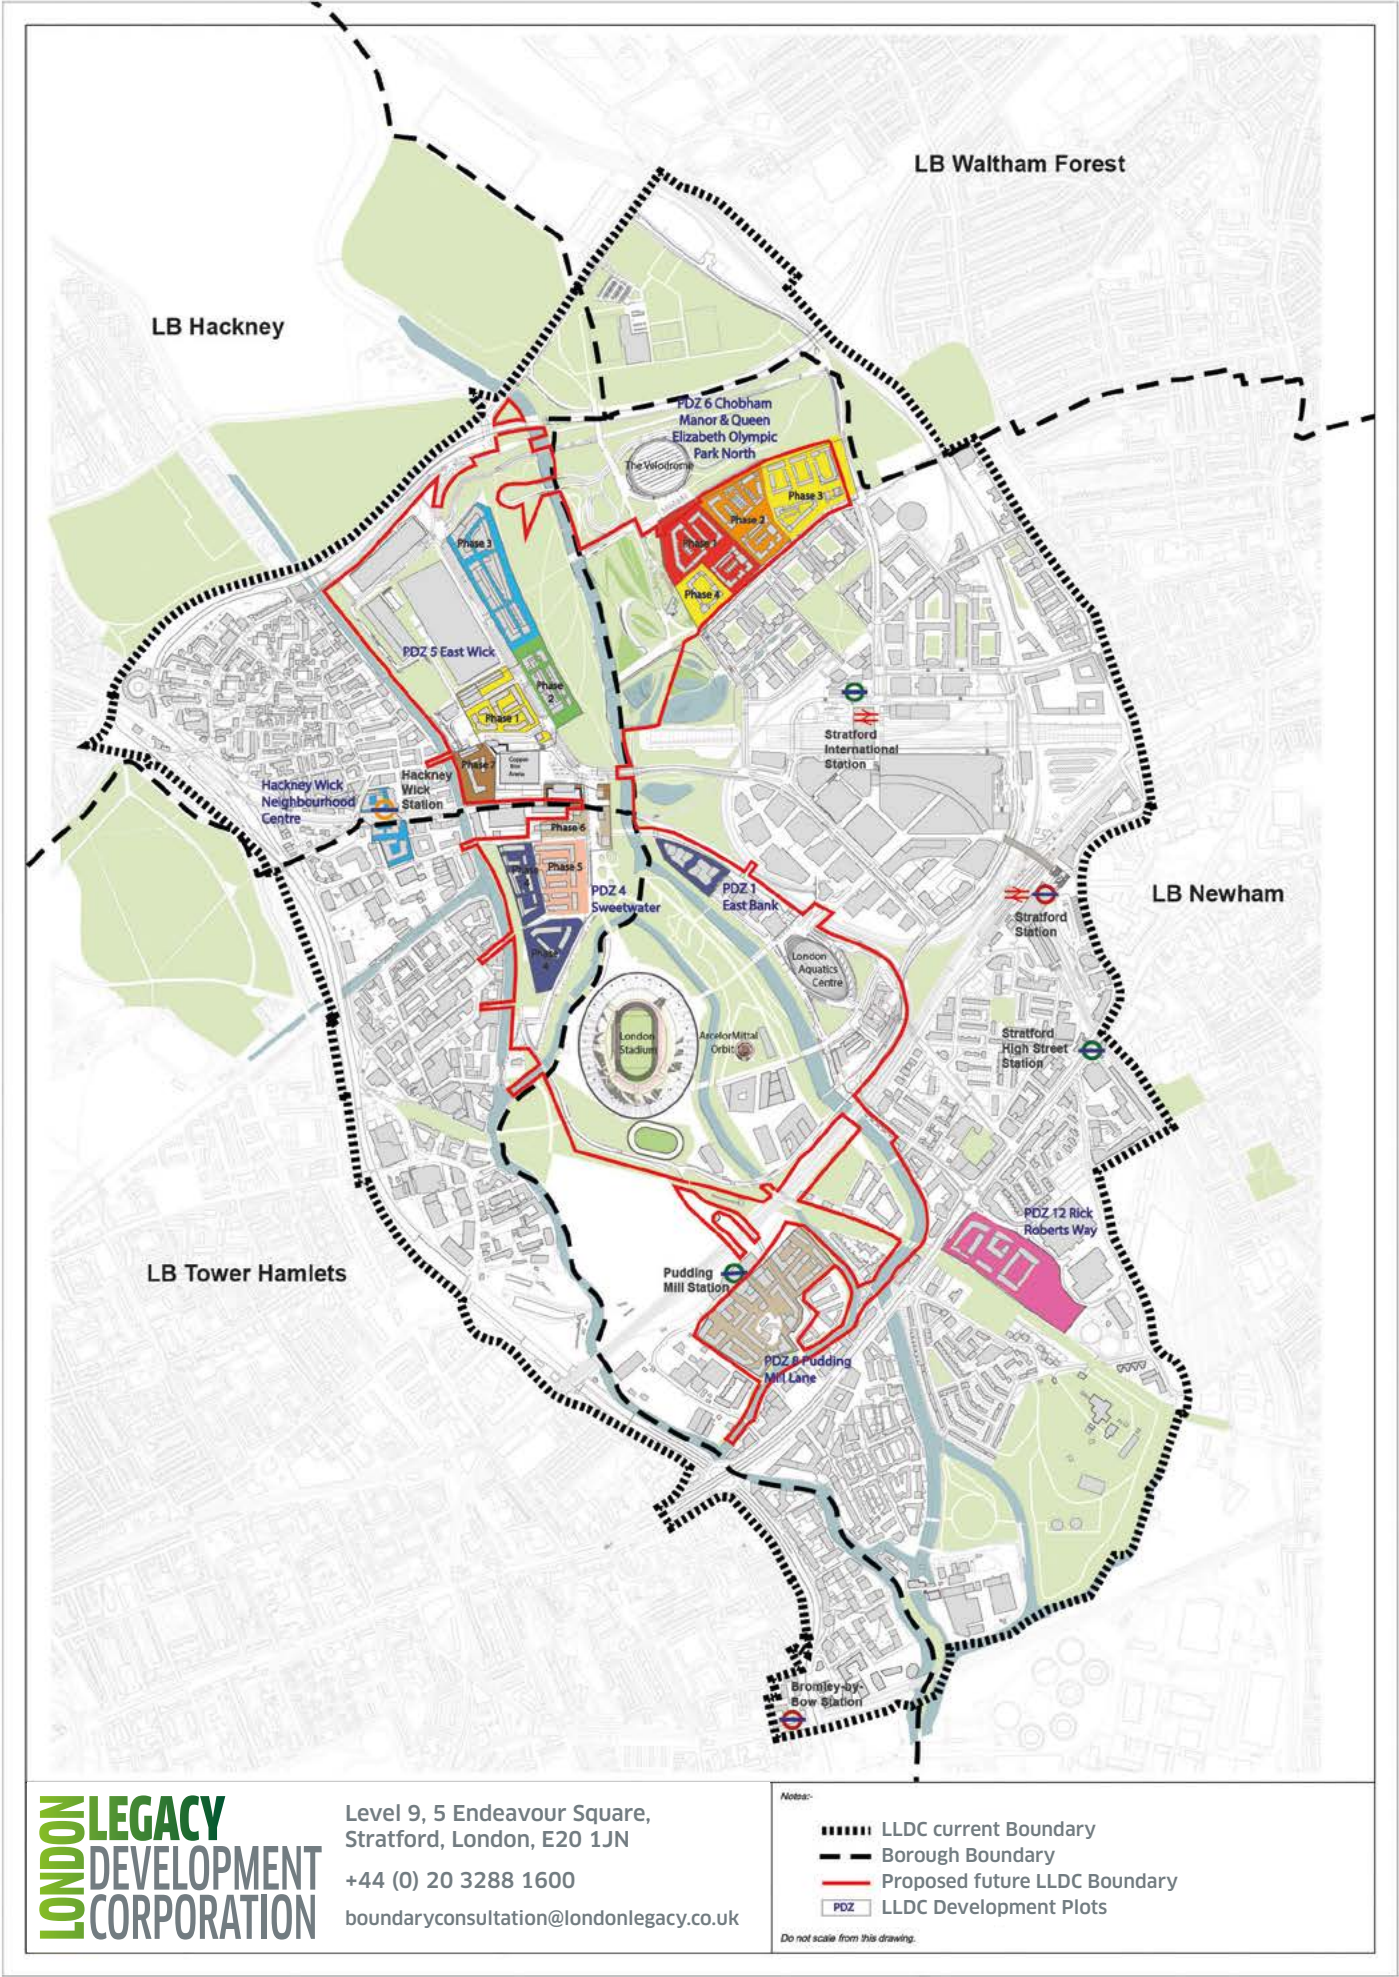 LB Waltham Forest
LB Hackney
PDZ 6 Chobham
Manor & Queen
Elizabeth Olympic
Park North
The Velodrome
Phase 3
Phase 2
Phase 1
Phase 4
Phase 3
PDZ 5 East Wick
Phase
2
Phase 1
Stratford
International
Station
Phase 7
Copper
Box
Arena
Hackney
Wick
Station
Hackney Wick
Neighbourhood
Centre
Phase 6
Phase 5
Phase
PDZ 4
Sweetwater
PDZ 1
East Bank
LB Newham
Stratford
Station
Phase
4
London
Aquatics
Centre
London
Stadium
ArcelorMittal
Orbit
Stratford
High Street
Station
PDZ 12 Rick
Roberts Way
LB Tower Hamlets
Pudding
Mill Station
PDZ 8 Pudding
Mill Lane
Bromley-by-
Bow Station
LONDON
LEGACY
DEVELOPMENT
CORPORATION
Level 9, 5 Endeavour Square,
Stratford, London, E20 1JN
+44 (0) 20 3288 1600
boundaryconsultation@londonlegacy.co.uk
Notes:-
LLDC current Boundary
Borough Boundary
Proposed future LLDC Boundary
PDZ LLDC Development Plots
Do not scale from this drawing.